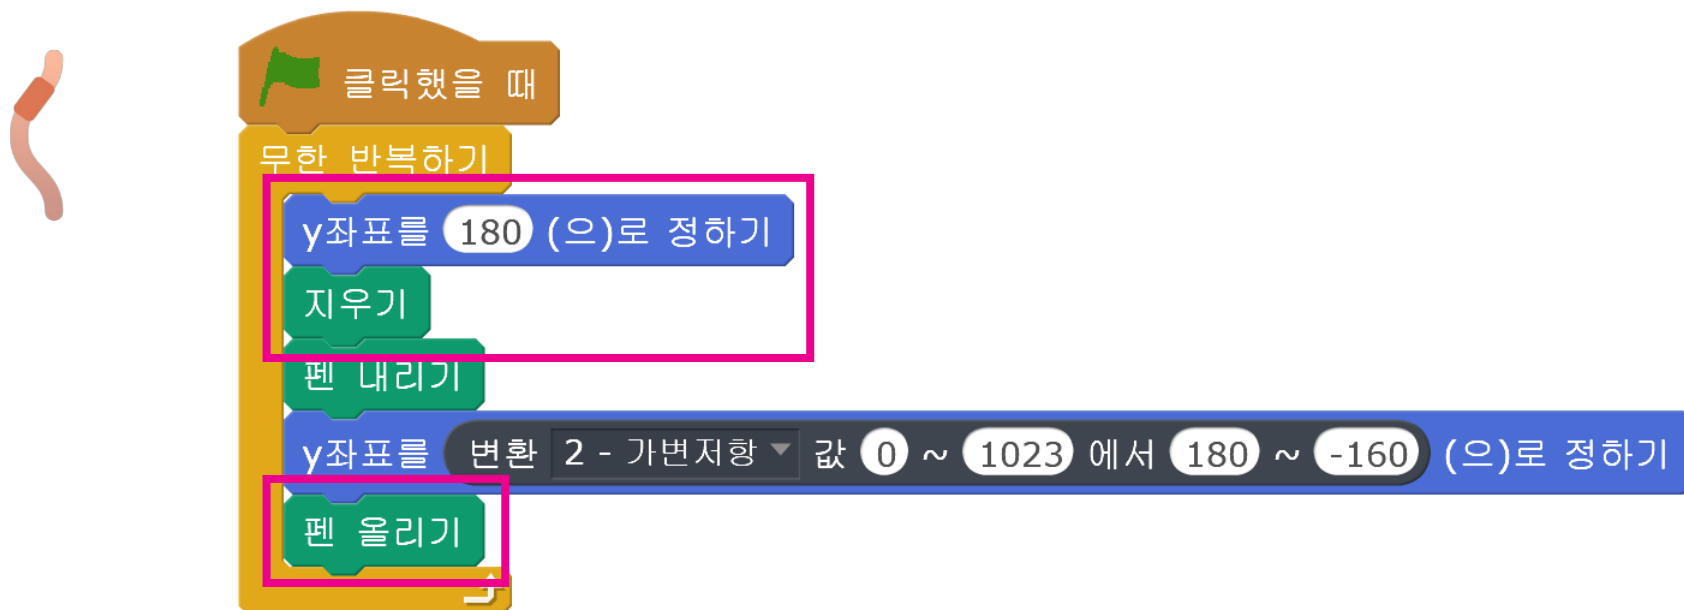 클릭했을 때
무한 반복하기
y좌표를 180 (으)로 정하기
지우기
펜 내리기
y좌표를 변환 2 - 가변저항 값 0 ~ 1023 에서 180 ~ -160 (으)로 정하기
펜 올리기